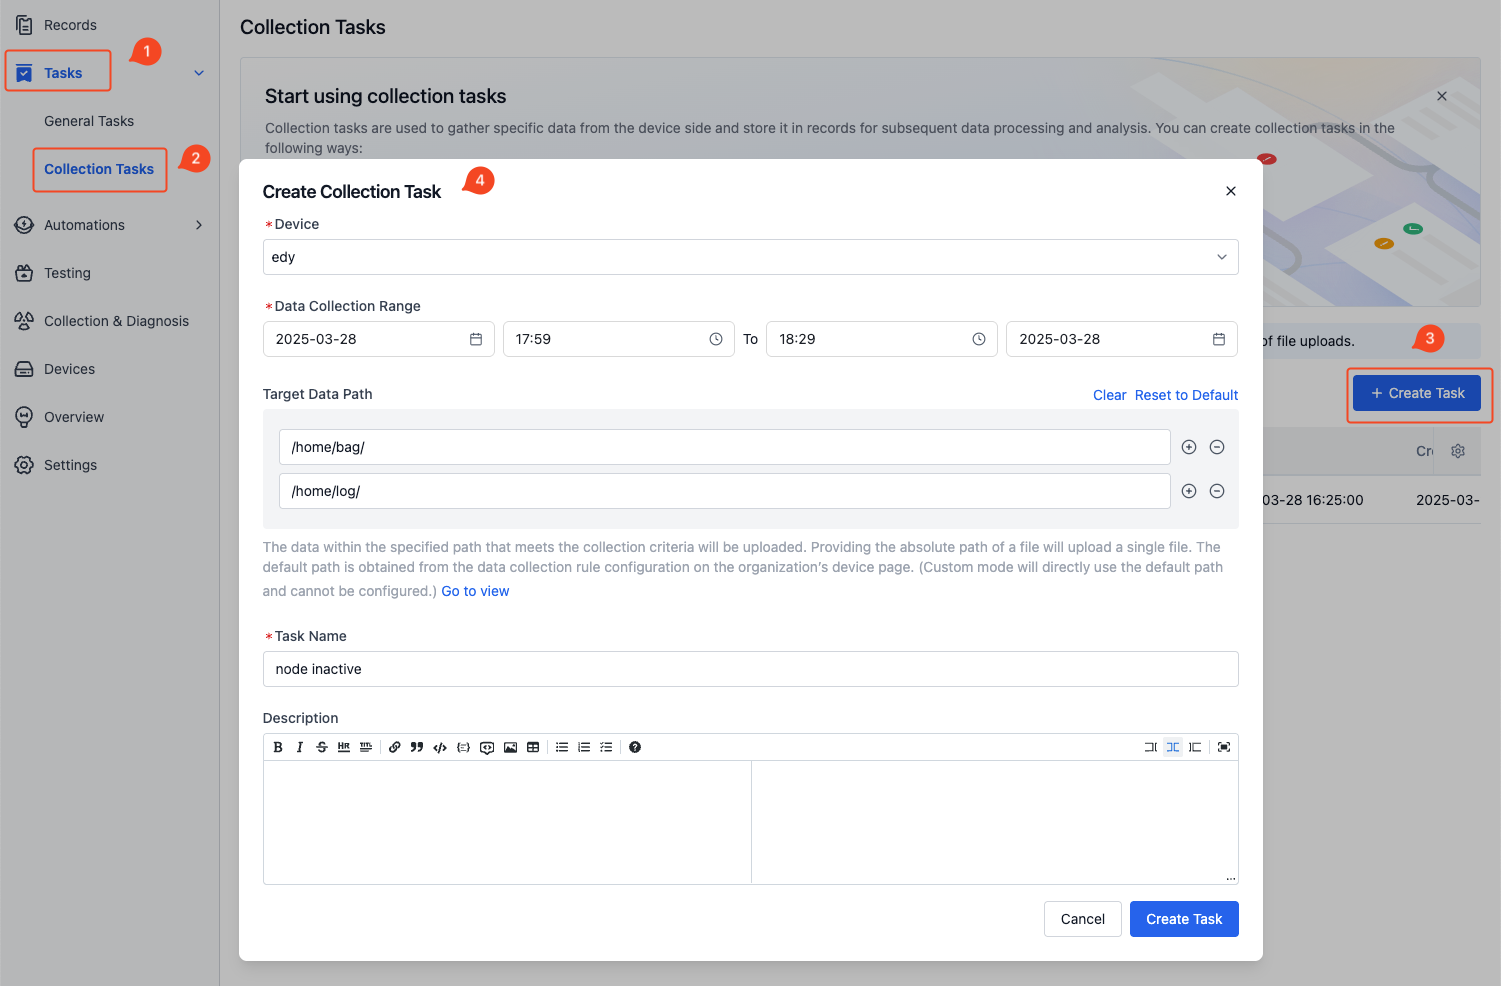 Records
Tasks
1
General Tasks
Collection Tasks
2
Automations
Testing
Collection & Diagnosis
Devices
Overview
Settings
Collection Tasks
Start using collection tasks
Collection tasks are used to gather specific data from the device side and store it in records for subsequent data processing and analysis. You can create collection tasks in the
following ways:
of file uploads.
3
+ Create Task
03-28 16:25:00
2025-03-
Create Collection Task
4
* Device
edy
* Data Collection Range
2025-03-28 17:59 To 18:29 2025-03-28
Target Data Path
Clear Reset to Default
/home/bag/
/home/log/
The data within the specified path that meets the collection criteria will be uploaded. Providing the absolute path of a file will upload a single file. The
default path is obtained from the data collection rule configuration on the organization's device page. (Custom mode will directly use the default path
and cannot be configured.) Go to view
* Task Name
node inactive
Description
B I S HR
Cancel
Create Task